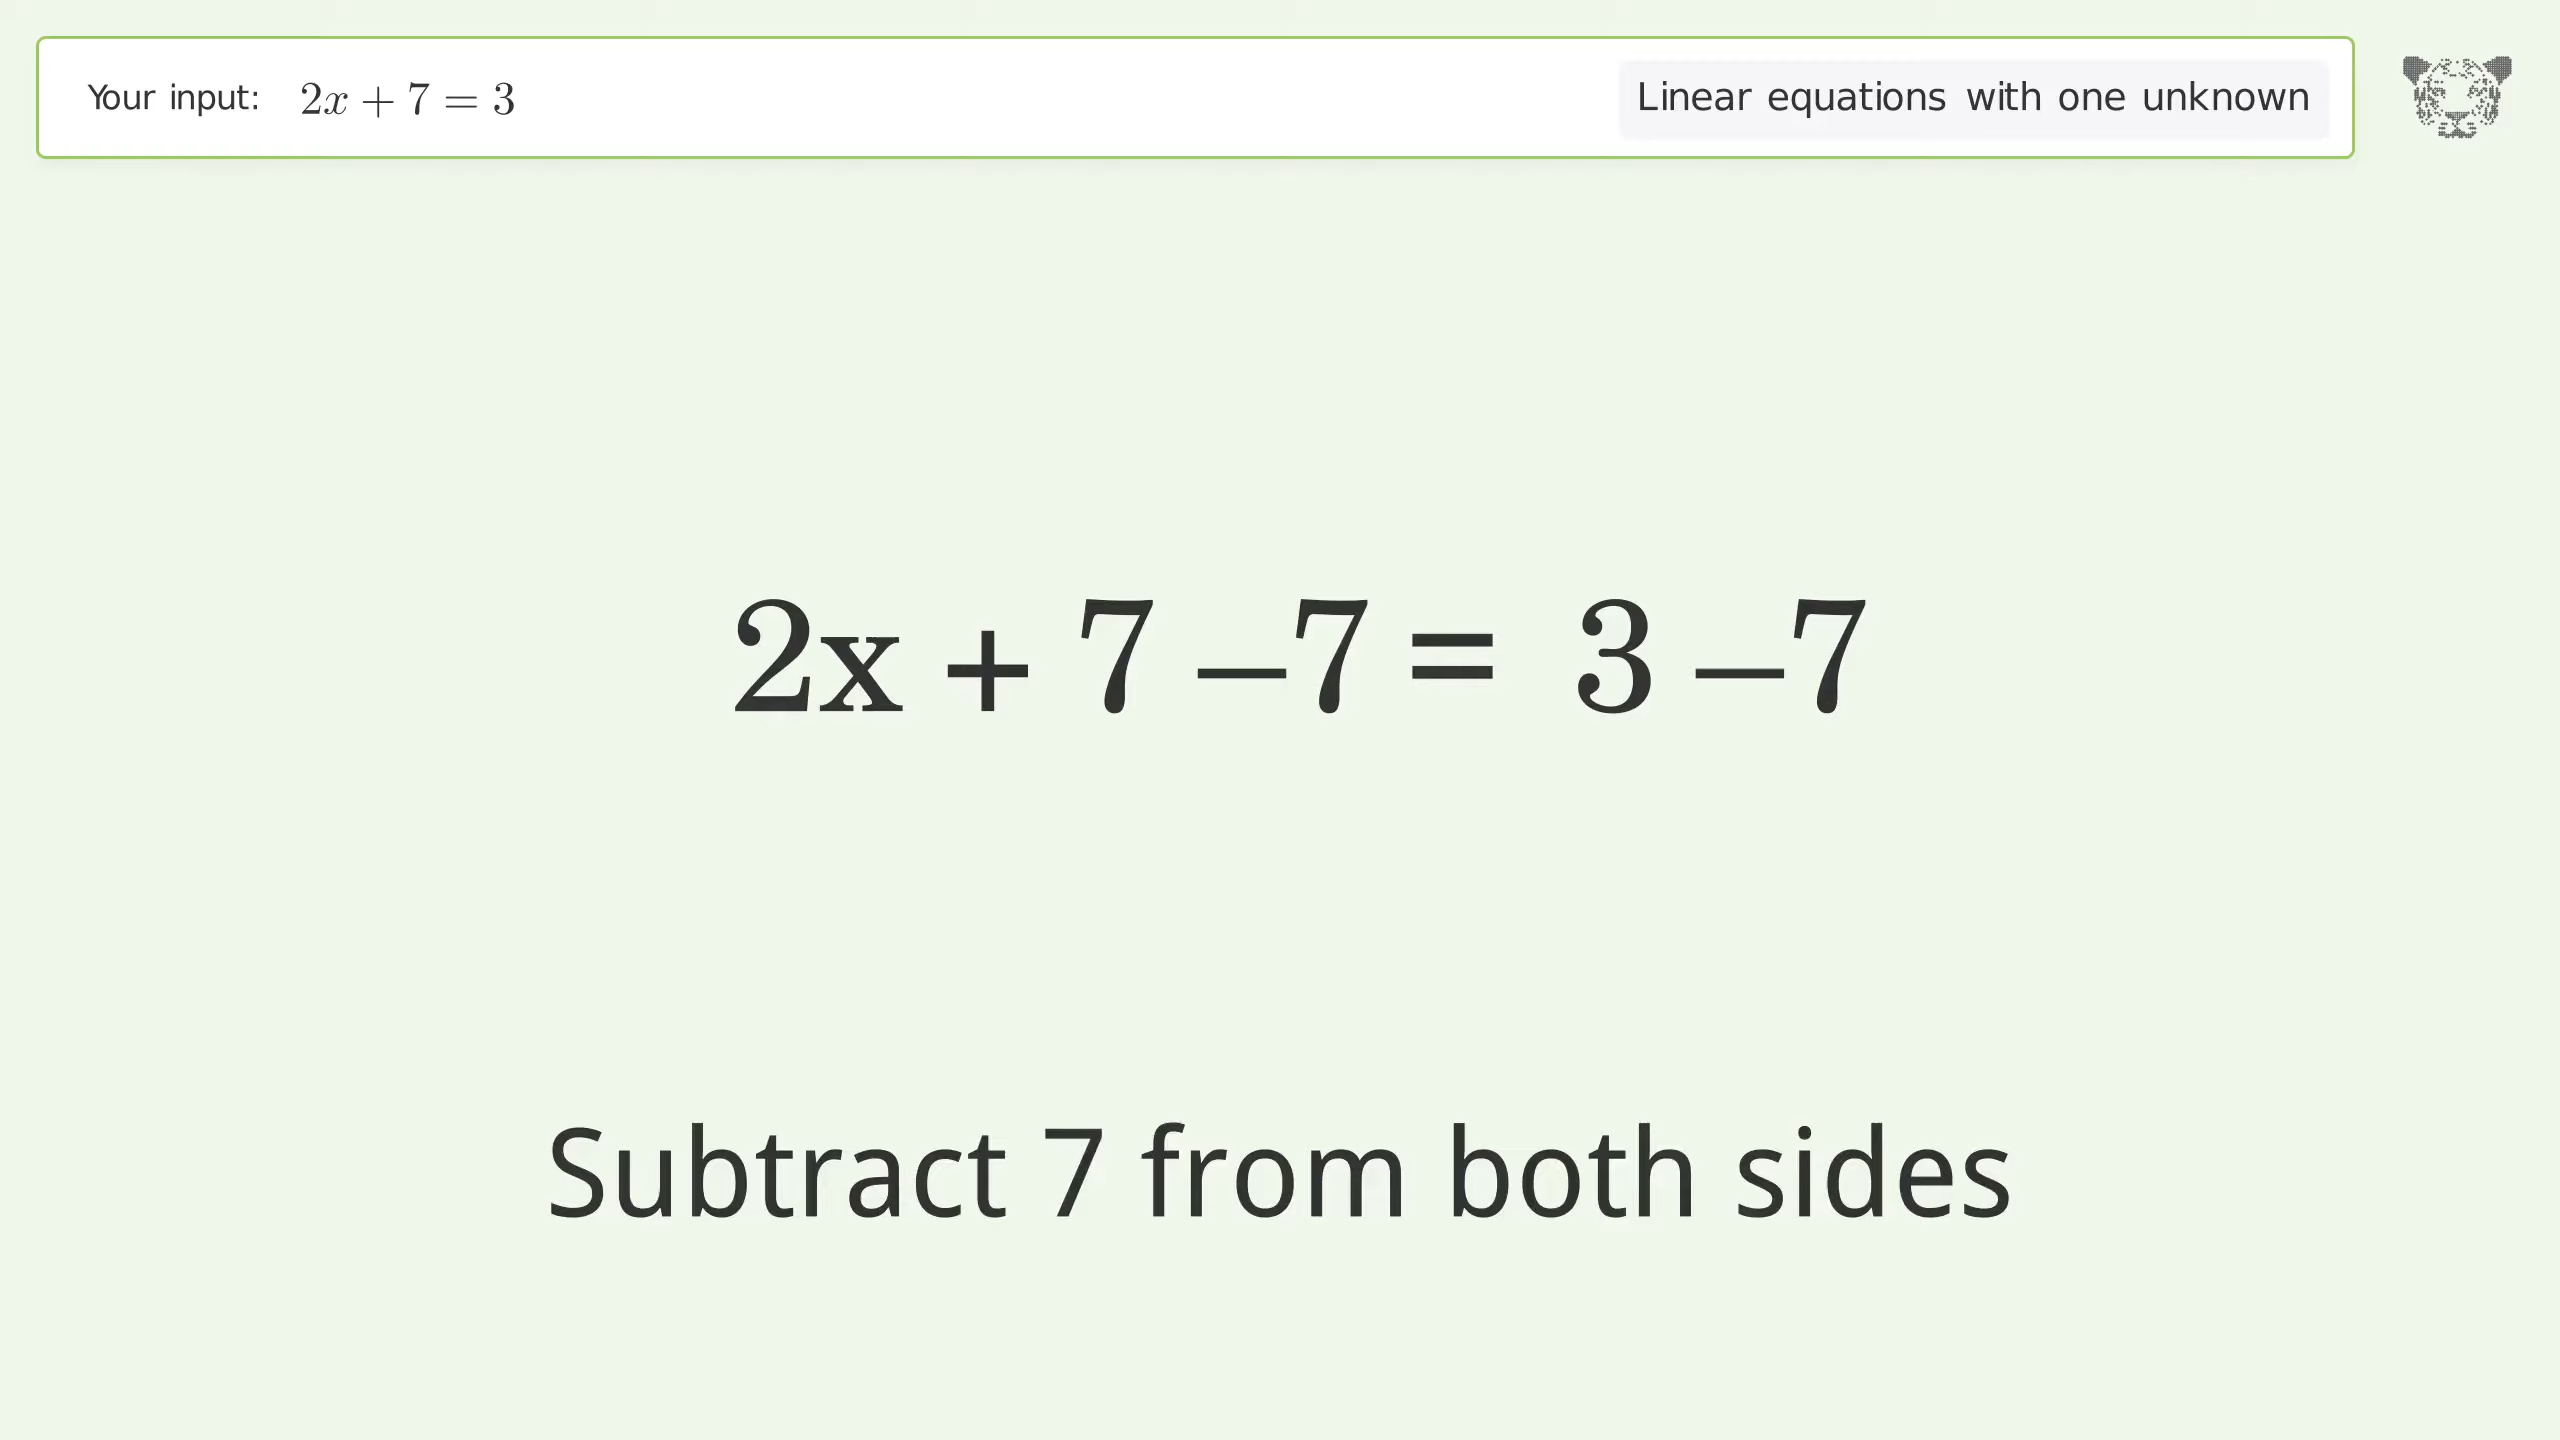 Your input: 2x + 7 = 3
Linear equations with one unknown
2x + 7 –7 = 3 –7
Subtract 7 from both sides